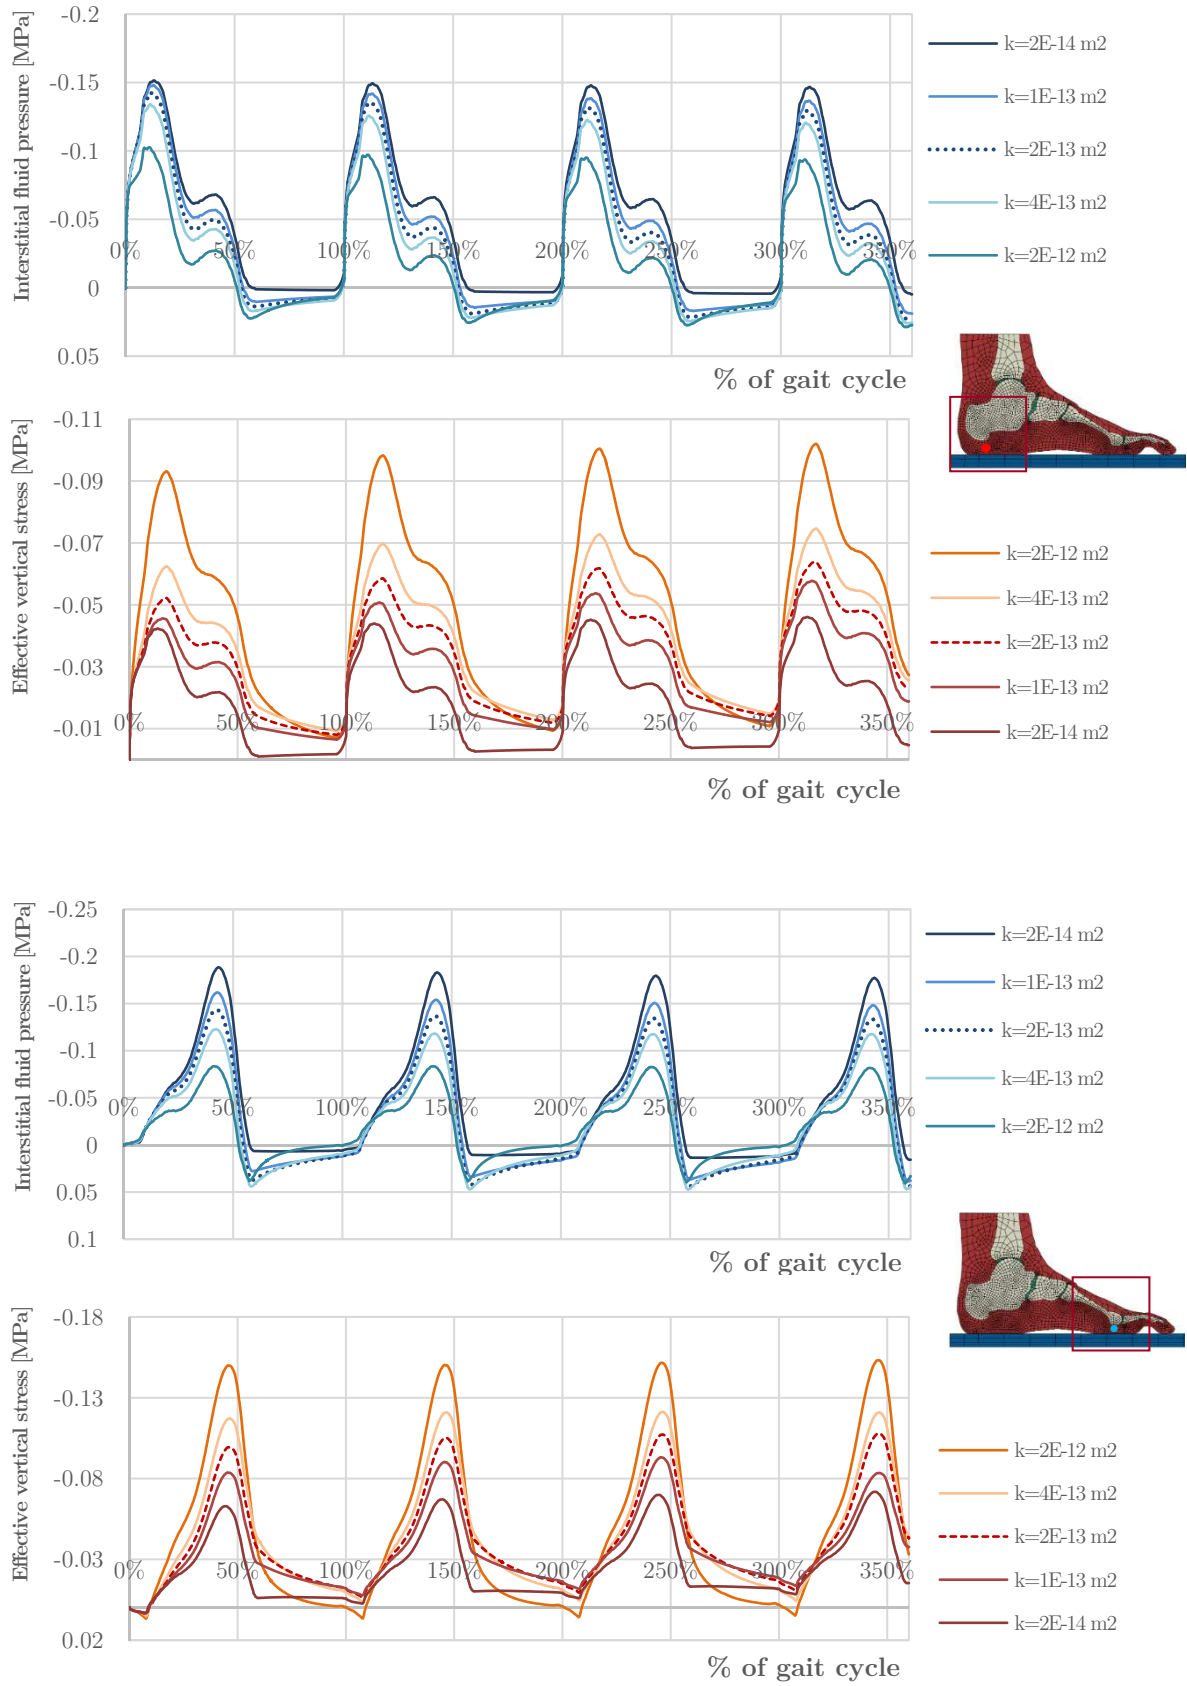 Interstitial fluid pressure [MPa]
-0.2
-0.15
-0.1
-0.05
0
0.05
0% 50% 100% 150% 200% 250% 300% 350%
% of gait cycle
k=2E-14 m2
k=1E-13 m2
k=2E-13 m2
k=4E-13 m2
k=2E-12 m2
Effective vertical stress [MPa]
-0.11
-0.09
-0.07
-0.05
-0.03
-0.01
0% 50% 100% 150% 200% 250% 300% 350%
% of gait cycle
k=2E-12 m2
k=4E-13 m2
k=2E-13 m2
k=1E-13 m2
k=2E-14 m2
Interstitial fluid pressure [MPa]
-0.25
-0.2
-0.15
-0.1
-0.05
0
0.05
0.1
0% 50% 100% 150% 200% 250% 300% 350%
% of gait cycle
k=2E-14 m2
k=1E-13 m2
k=2E-13 m2
k=4E-13 m2
k=2E-12 m2
Effective vertical stress [MPa]
-0.18
-0.13
-0.08
-0.03
0.02
0% 50% 100% 150% 200% 250% 300% 350%
% of gait cycle
k=2E-12 m2
k=4E-13 m2
k=2E-13 m2
k=1E-13 m2
k=2E-14 m2